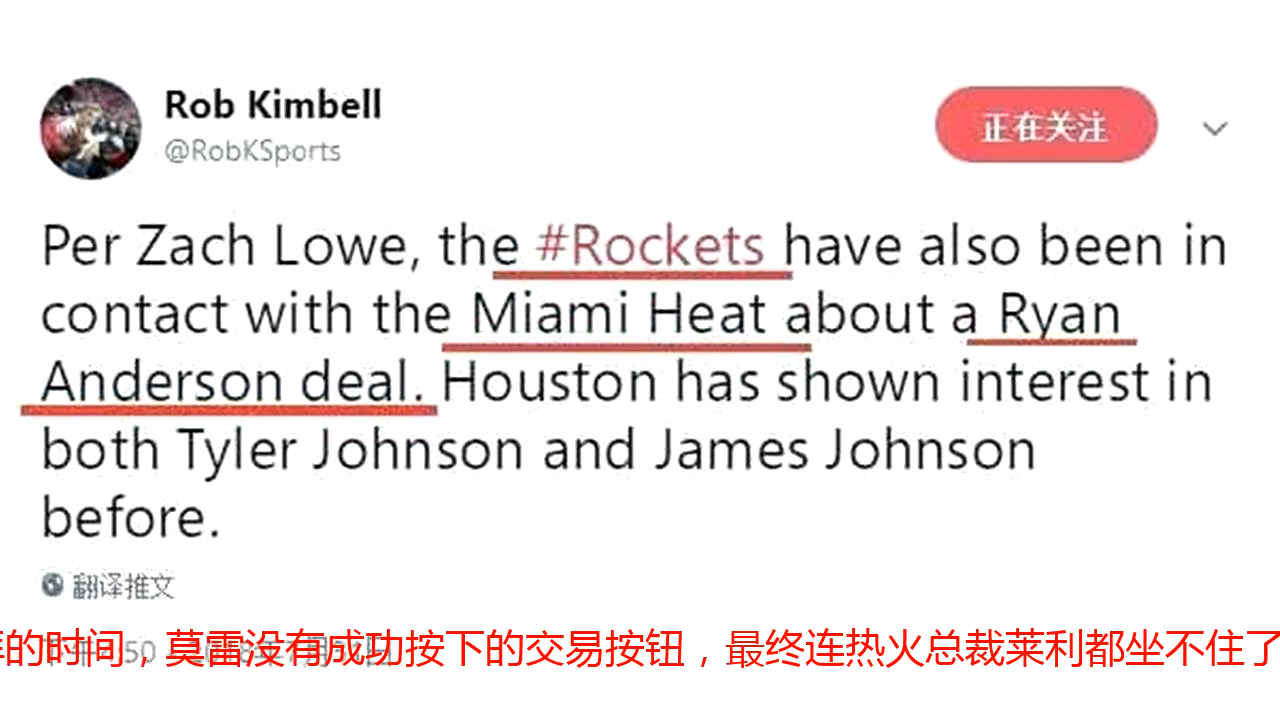 Rob Kimbell
@RobKSports
正在关注
Per Zach Lowe, the #Rockets have also been in
contact with the Miami Heat about a Ryan
Anderson deal. Houston has shown interest in
both Tyler Johnson and James Johnson
before.
翻译推文
的时间，莫雷没有成功按下的交易按钮，最终连热火总裁莱利都坐不住了